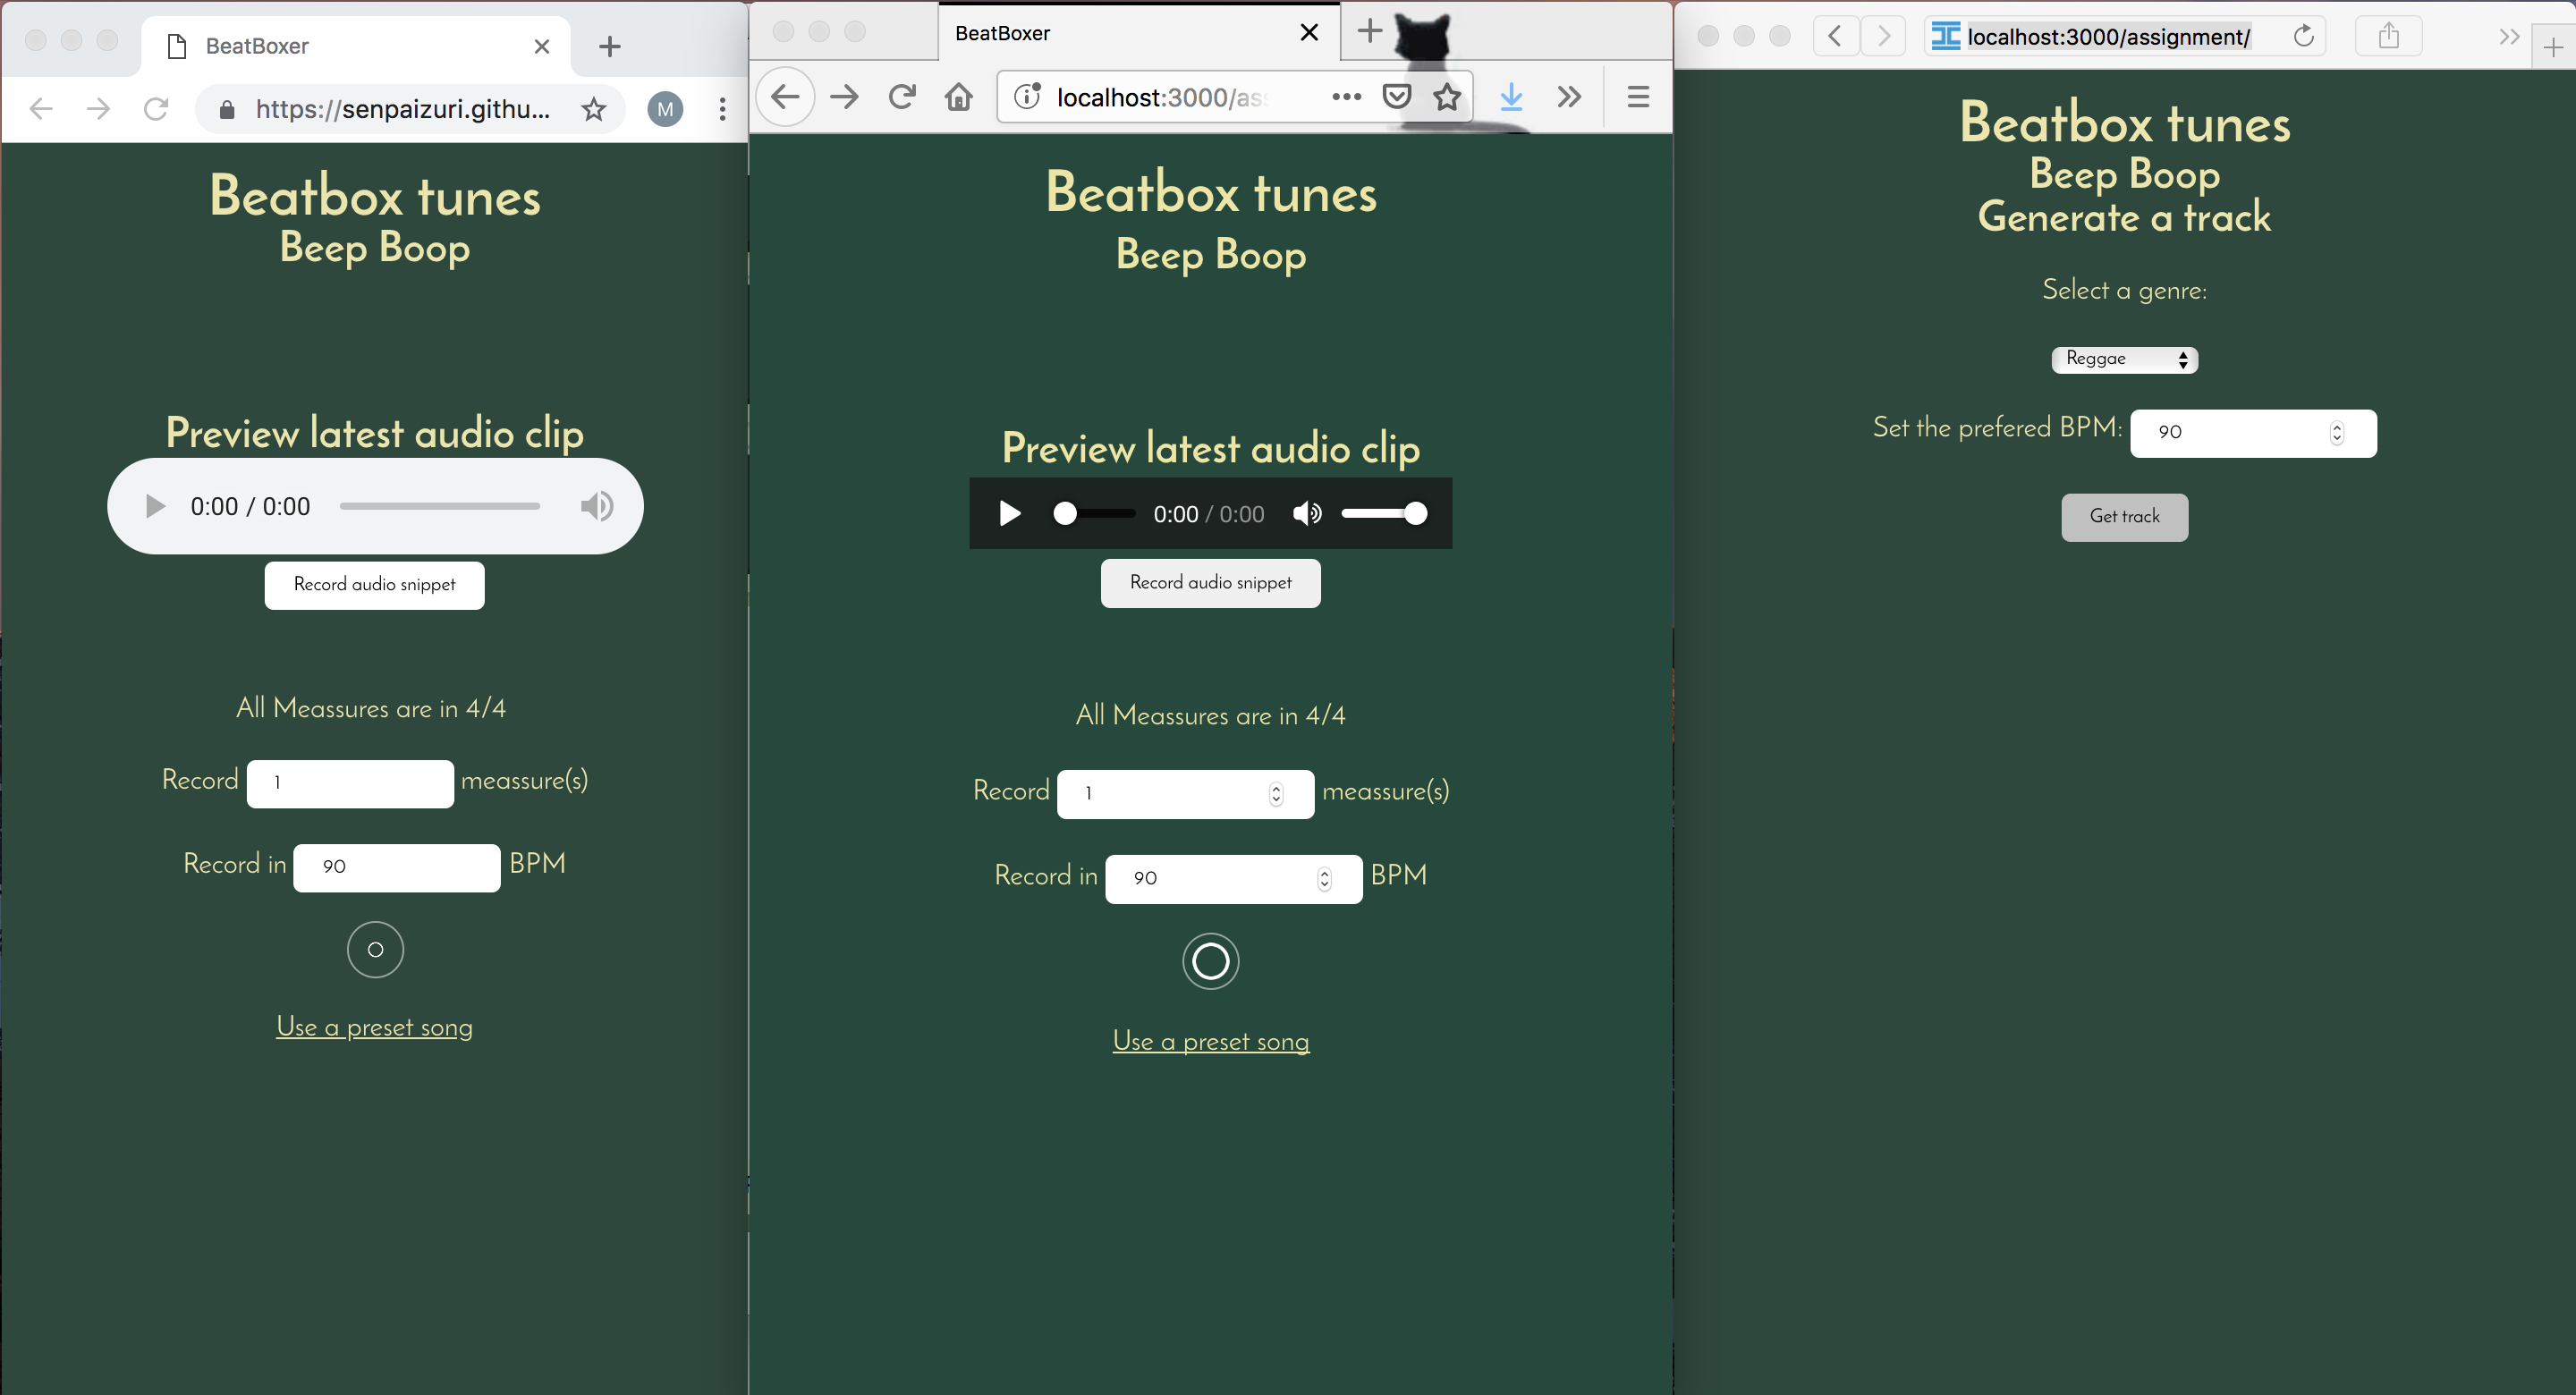 BeatBoxer
https://senpaizuri.githu...
M
Beatbox tunes
Beep Boop
Preview latest audio clip
0:00 / 0:00
Record audio snippet
All Meassures are in 4/4
Record 1 meassure(s)
Record in 90 BPM
Use a preset song
BeatBoxer
localhost:3000/as
Beatbox tunes
Beep Boop
Preview latest audio clip
0:00 / 0:00
Record audio snippet
All Meassures are in 4/4
Record 1 meassure(s)
Record in 90 BPM
Use a preset song
localhost:3000/assignment/
Beatbox tunes
Beep Boop
Generate a track
Select a genre:
Reggae
Set the prefered BPM: 90
Get track